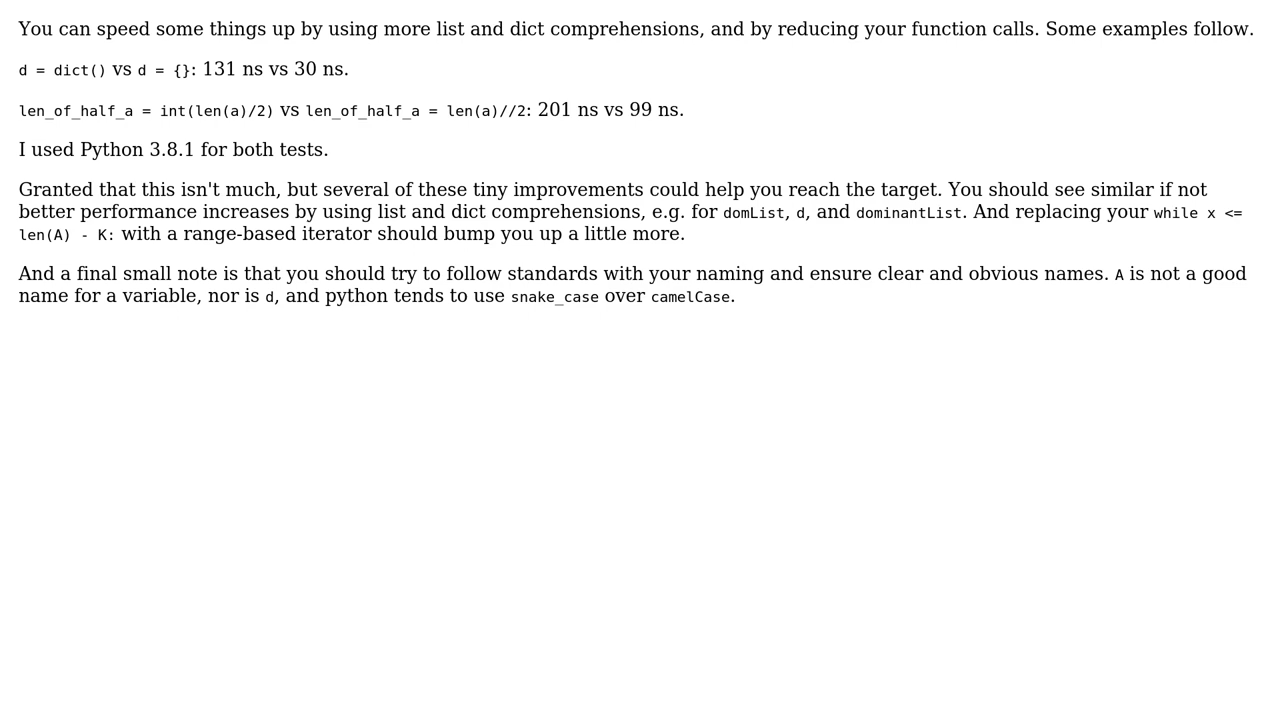 You can speed some things up by using more list and dict comprehensions, and by reducing your function calls. Some examples follow.
d = dict() vs d = {}: 131 ns vs 30 ns.
len_of_half_a = int(len(a)/2) vs len_of_half_a = len(a)//2: 201 ns vs 99 ns.
I used Python 3.8.1 for both tests.
Granted that this isn't much, but several of these tiny improvements could help you reach the target. You should see similar if not
better performance increases by using list and dict comprehensions, e.g. for domList, d, and dominantList. And replacing your while x <=
len(A) - K: with a range-based iterator should bump you up a little more.
And a final small note is that you should try to follow standards with your naming and ensure clear and obvious names. A is not a good
name for a variable, nor is d, and python tends to use snake_case over camelCase.